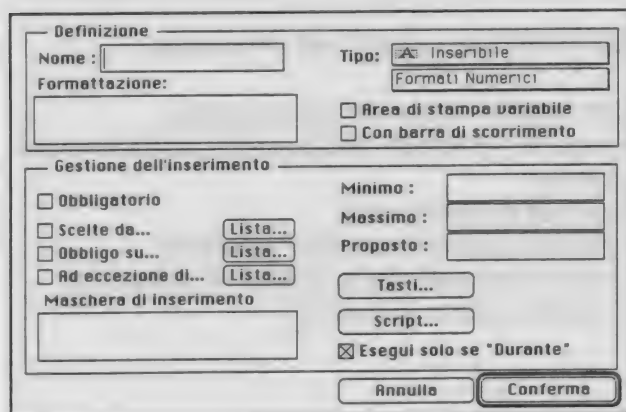 Definizione
Nome :
Tipo:
A Inseribile
Formati Numerici
Formattazione:
Area di stampa variabile
Con barra di scorrimento
Gestione dell'inserimento
Obbligatorio
Scelte da...
Lista...
Obbligo su...
Lista...
Ad eccezione di...
Lista...
Maschera di inserimento
Minimo :
Massimo :
Proposto :
Tasti...
Script...
Esegui solo se "Durante"
Annulla
Conferma